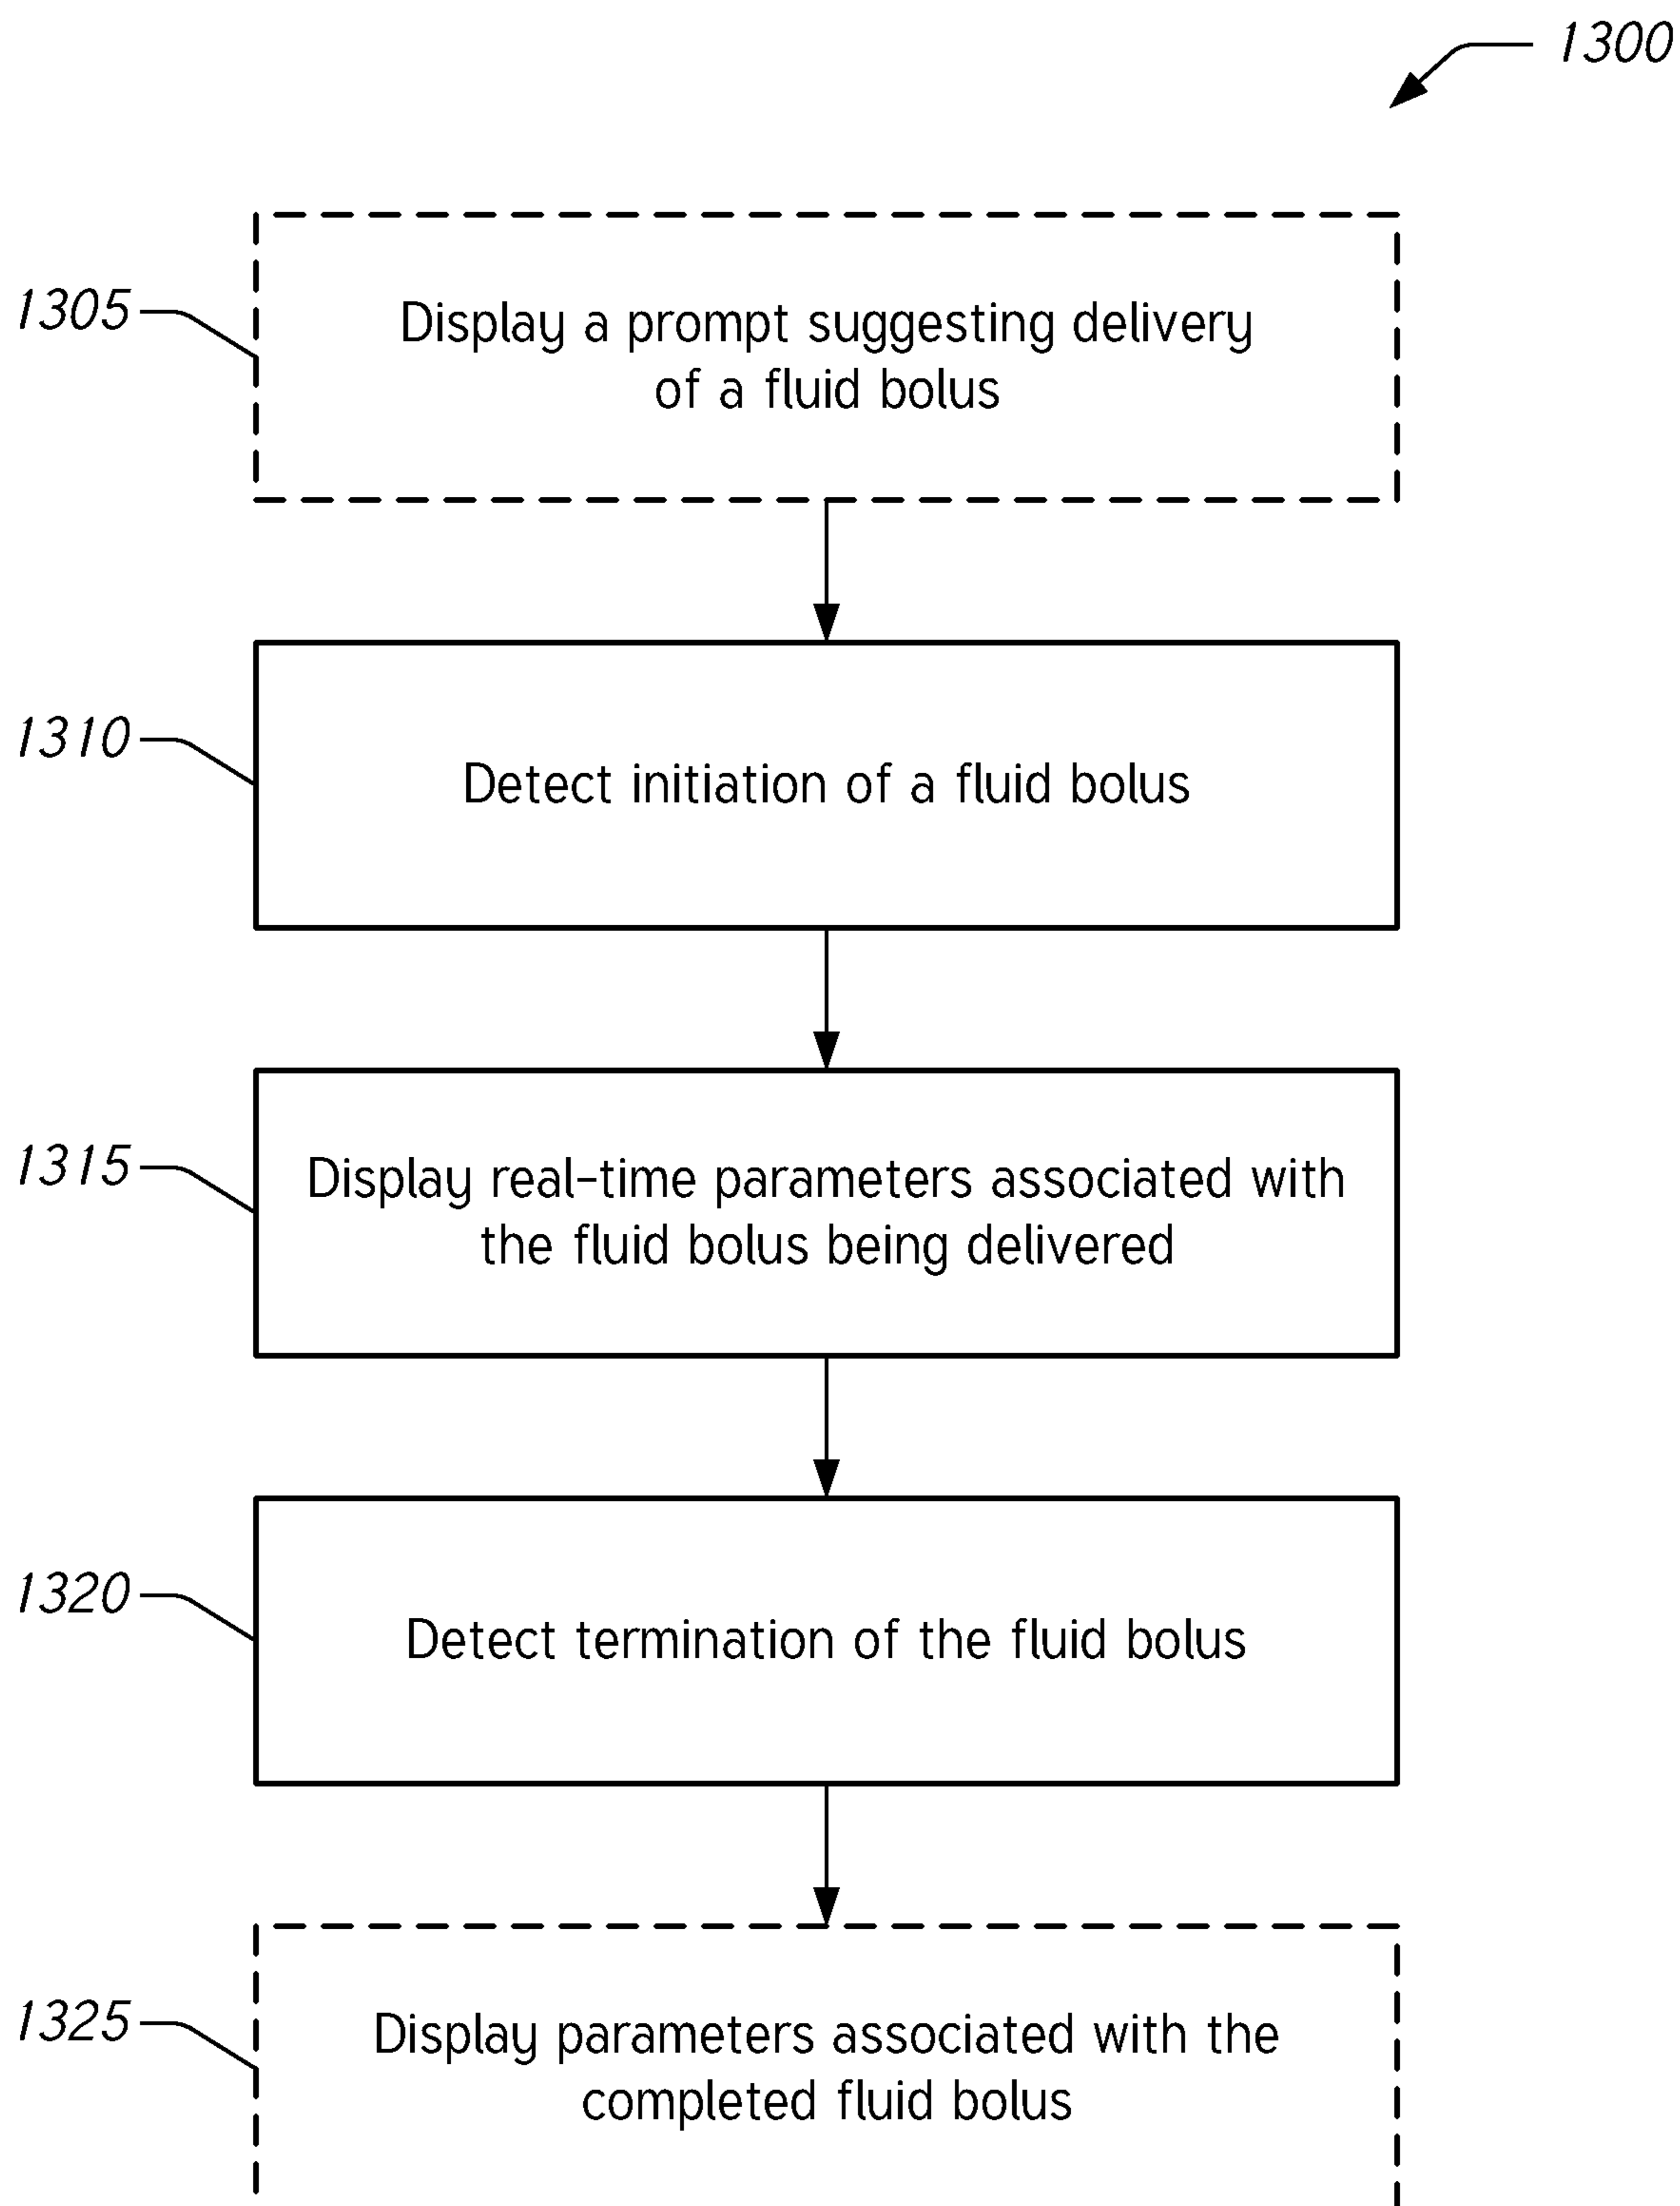 1300
1305
Display a prompt suggesting delivery
of a fluid bolus
1310
Detect initiation of a fluid bolus
1315
Display real-time parameters associated with
the fluid bolus being delivered
1320
Detect termination of the fluid bolus
1325
Display parameters associated with the
completed fluid bolus